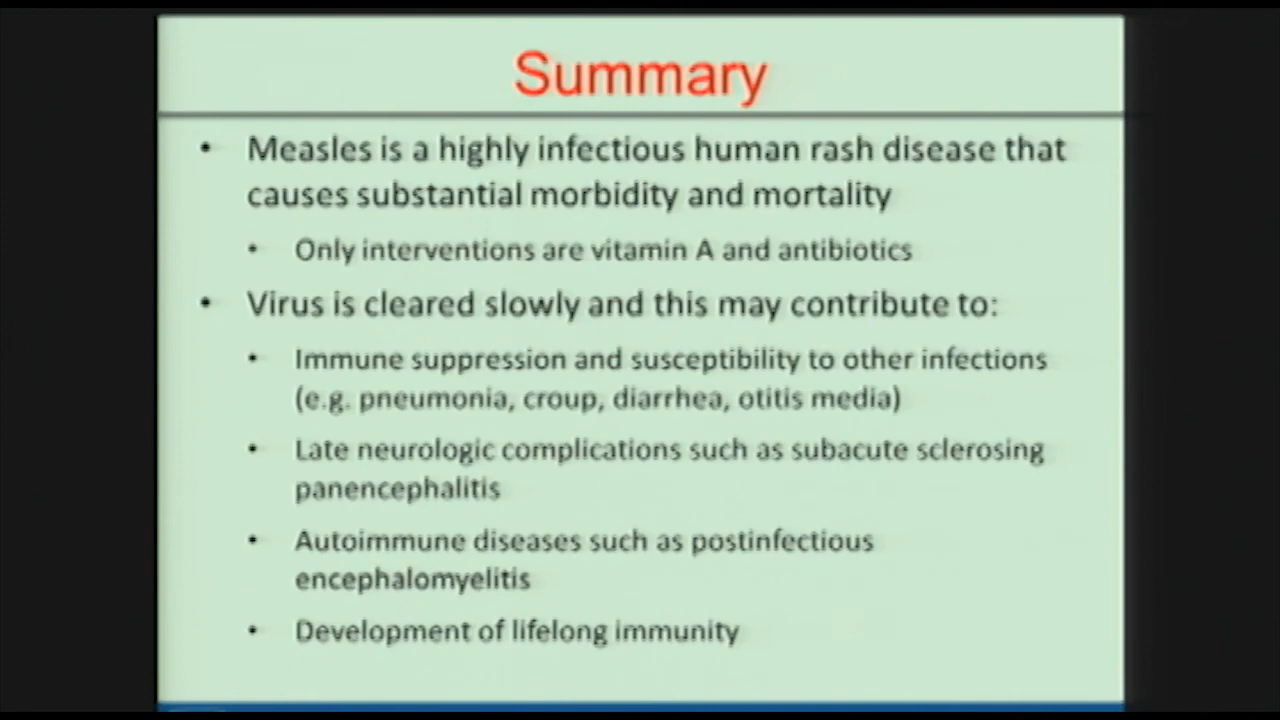 Summary
• Measles is a highly infectious human rash disease that
causes substantial morbidity and mortality
• Only interventions are vitamin A and antibiotics
• Virus is cleared slowly and this may contribute to:
• Immune suppression and susceptibility to other infections
(e.g. pneumonia, croup, diarrhea, otitis media)
• Late neurologic complications such as subacute sclerosing
panencephalitis
• Autoimmune diseases such as postinfectious
encephalomyelitis
• Development of lifelong immunity